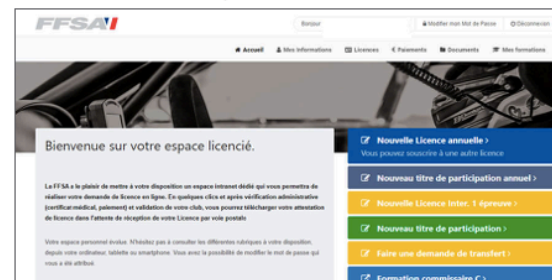 FFSA
Bonjour
Modifier mon Mot de Passe
Déconnexion
Accueil
Mes Informations
Licences
€ Paiements
Documents
Mes formations
Bienvenue sur votre espace licencié.
La FFSA a le plaisir de mettre à votre disposition un espace intranet dédié qui vous permettra de
réaliser votre demande de licence en ligne. En quelques clics et après vérification administrative
(certificat médical, paiement) et validation de votre club, vous pourrez télécharger votre attestation
de licence dans l'attente de réception de votre Licence par voie postale
Votre espace personnel évolue. N'hésitez pas à consulter les différentes rubriques à votre disposition,
depuis votre ordinateur, tablette ou smartphone. Vous avez la possibilité de modifier le mot de passe qui
vous a été attribué.
Nouvelle Licence annuelle >
Vous pouvez souscrire à une autre licence
Nouveau titre de participation annuel >
Nouvelle Licence Inter. 1 épreuve >
Nouveau titre de participation >
Faire une demande de transfert >
Formation commissaire C >